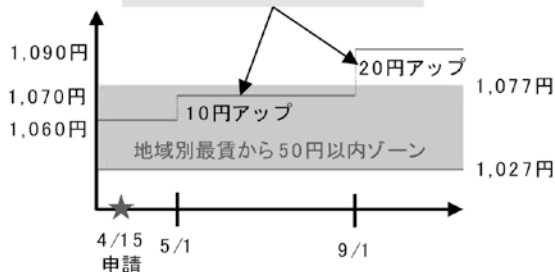 1,090円
1,070円
1,060円
20円アップ
1,077円
10円アップ
地域別最賃から50円以内ゾーン
1,027円
4/15
申請
5/1
9/1